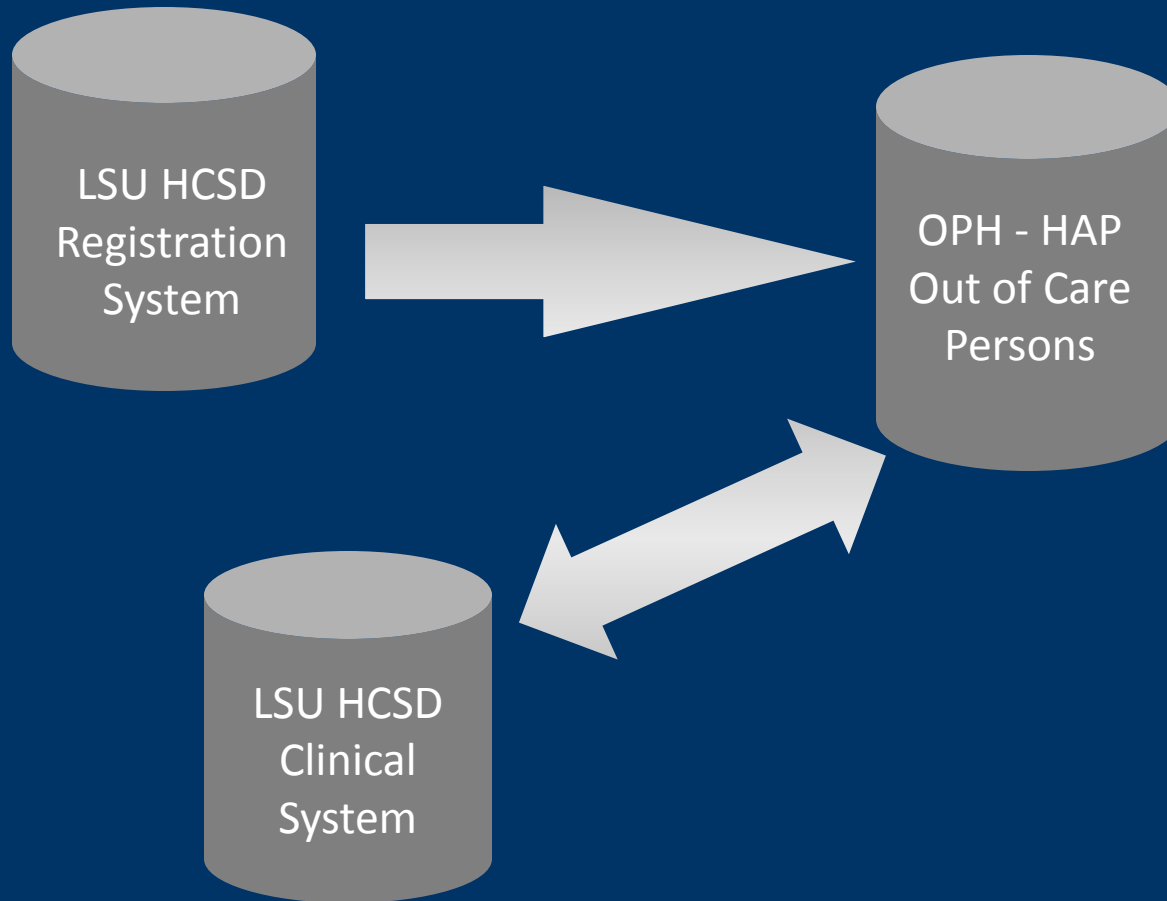 LSU HCSD
Registration
System
OPH - HAP
Out of Care
Persons
LSU HCSD
Clinical
System